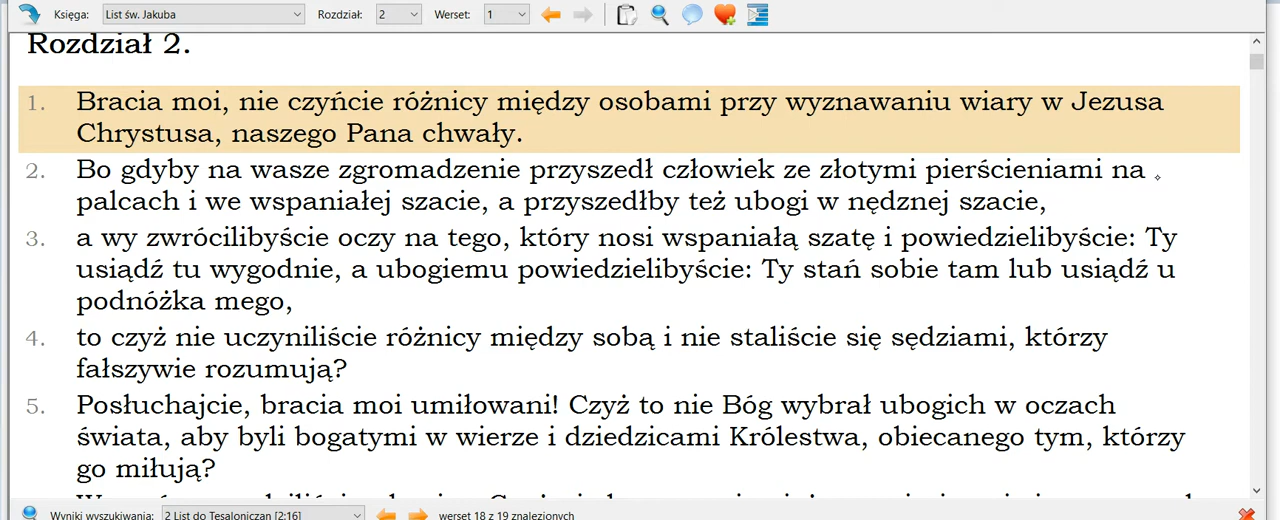 Księga: List św. Jakuba Rozdział: 2 Werset: 1
Rozdział 2.
1. Bracia moi, nie czyńcie różnicy między osobami przy wyznawaniu wiary w Jezusa
Chrystusa, naszego Pana chwały.
2. Bo gdyby na wasze zgromadzenie przyszedł człowiek ze złotymi pierścieniami na
palcach i we wspaniałej szacie, a przyszedłby też ubogi w nędznej szacie,
3. a wy zwrócilibyście oczy na tego, który nosi wspaniałą szatę i powiedzielibyście: Ty
usiądź tu wygodnie, a ubogiemu powiedzielibyście: Ty stań sobie tam lub usiądź u
podnóżka mego,
4. to czyż nie uczyniliście różnicy między sobą i nie staliście się sędziami, którzy
fałszywie rozumują?
5. Posłuchajcie, bracia moi umiłowani! Czyż to nie Bóg wybrał ubogich w oczach
świata, aby byli bogatymi w wierze i dziedzicami Królestwa, obiecanego tym, którzy
go miłują?
Wyniki wyszukiwania: 2 List do Tesaloniczan [2:16] werset 18 z 19 znalezionych